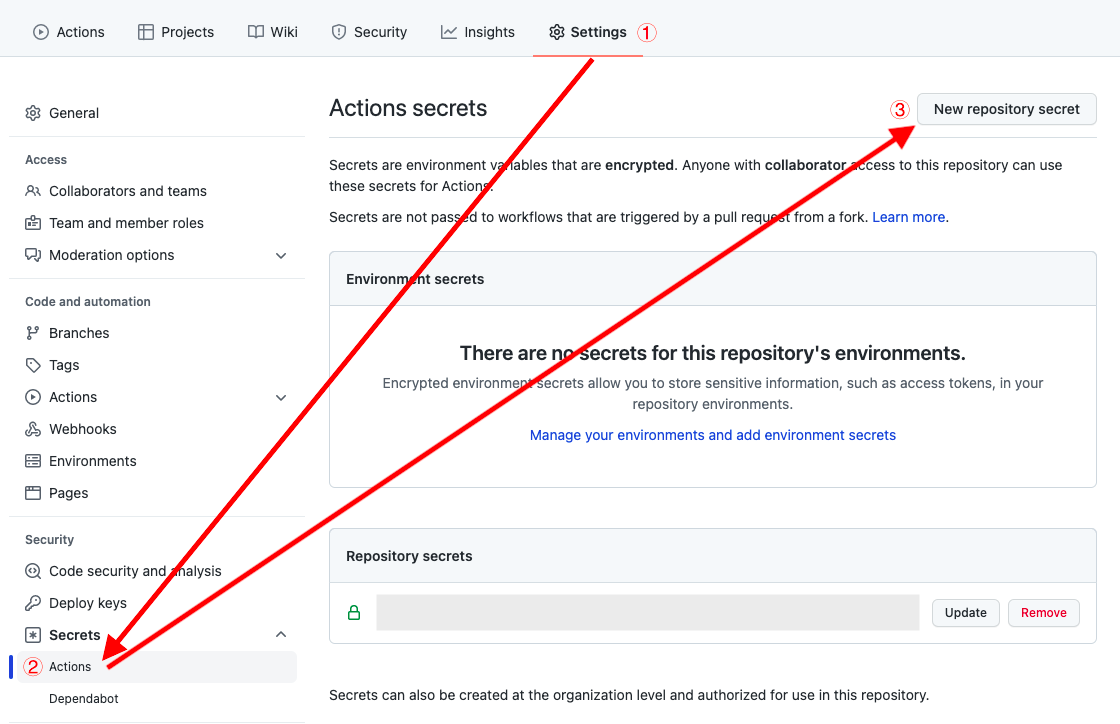 Actions Projects Wiki Security Insights Settings ①
General
Access
Collaborators and teams
Team and member roles
Moderation options
Code and automation
Branches
Tags
Actions
Webhooks
Environments
Pages
Security
Code security and analysis
Deploy keys
Secrets
② Actions
Dependabot
Actions secrets
③ New repository secret
Secrets are environment variables that are encrypted. Anyone with collaborator access to this repository can use
these secrets for Actions.
Secrets are not passed to workflows that are triggered by a pull request from a fork. Learn more.
Environment secrets
There are no secrets for this repository's environments.
Encrypted environment secrets allow you to store sensitive information, such as access tokens, in your
repository environments.
Manage your environments and add environment secrets
Repository secrets
Update Remove
Secrets can also be created at the organization level and authorized for use in this repository.